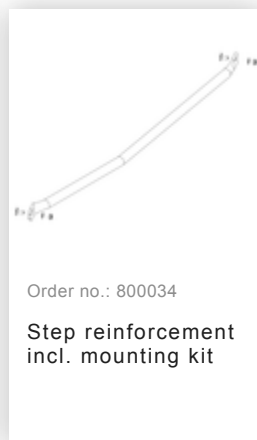 Order no.: 800034
Step reinforcement
incl. mounting kit